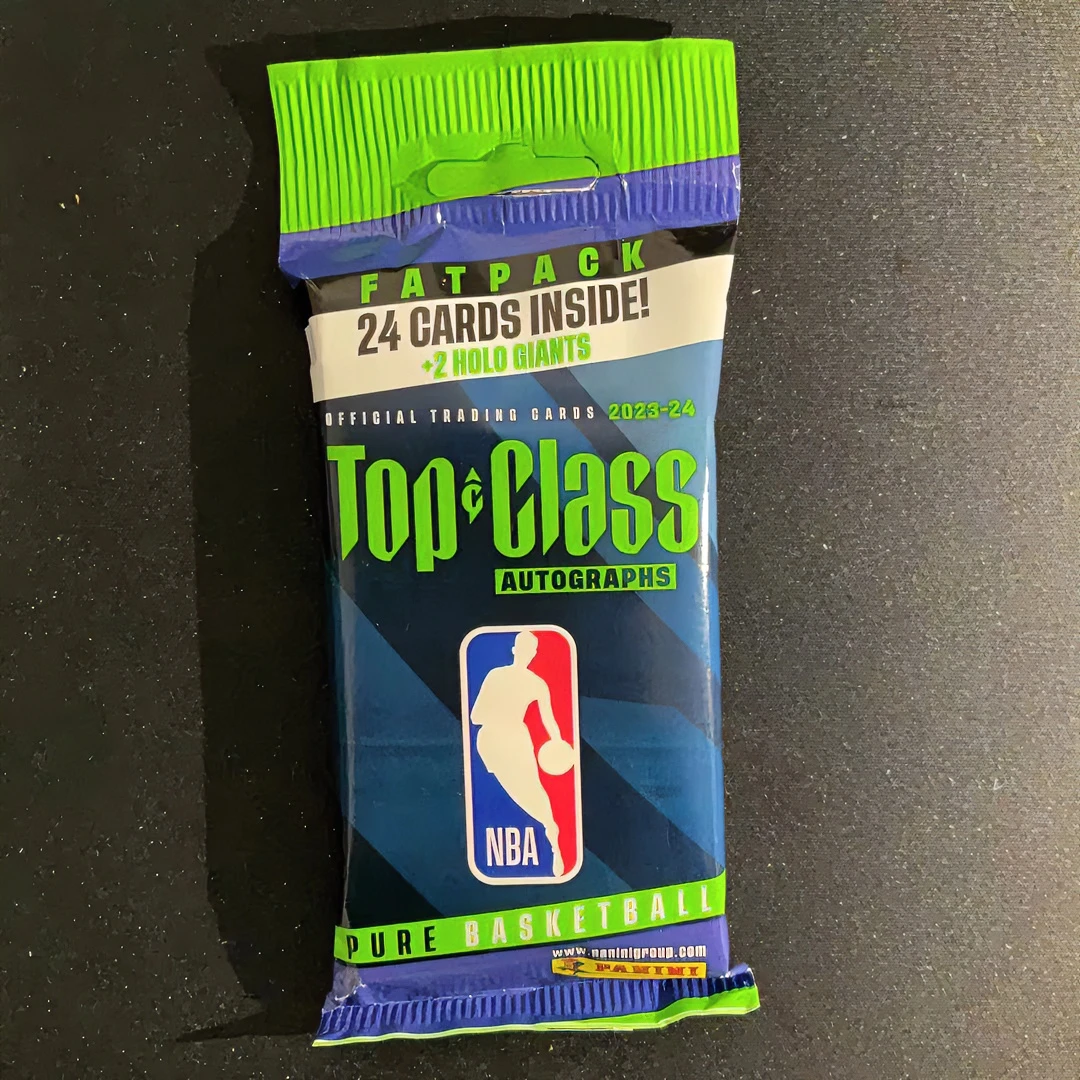 FATPACK
24 CARDS INSIDE!
+2 HOLO GIANTS
OFFICIAL TRADING CARDS 2023-24
Top C Class
AUTOGRAPHS
NBA
PURE BASKETBALL
www.paninigroup.com
PANINI